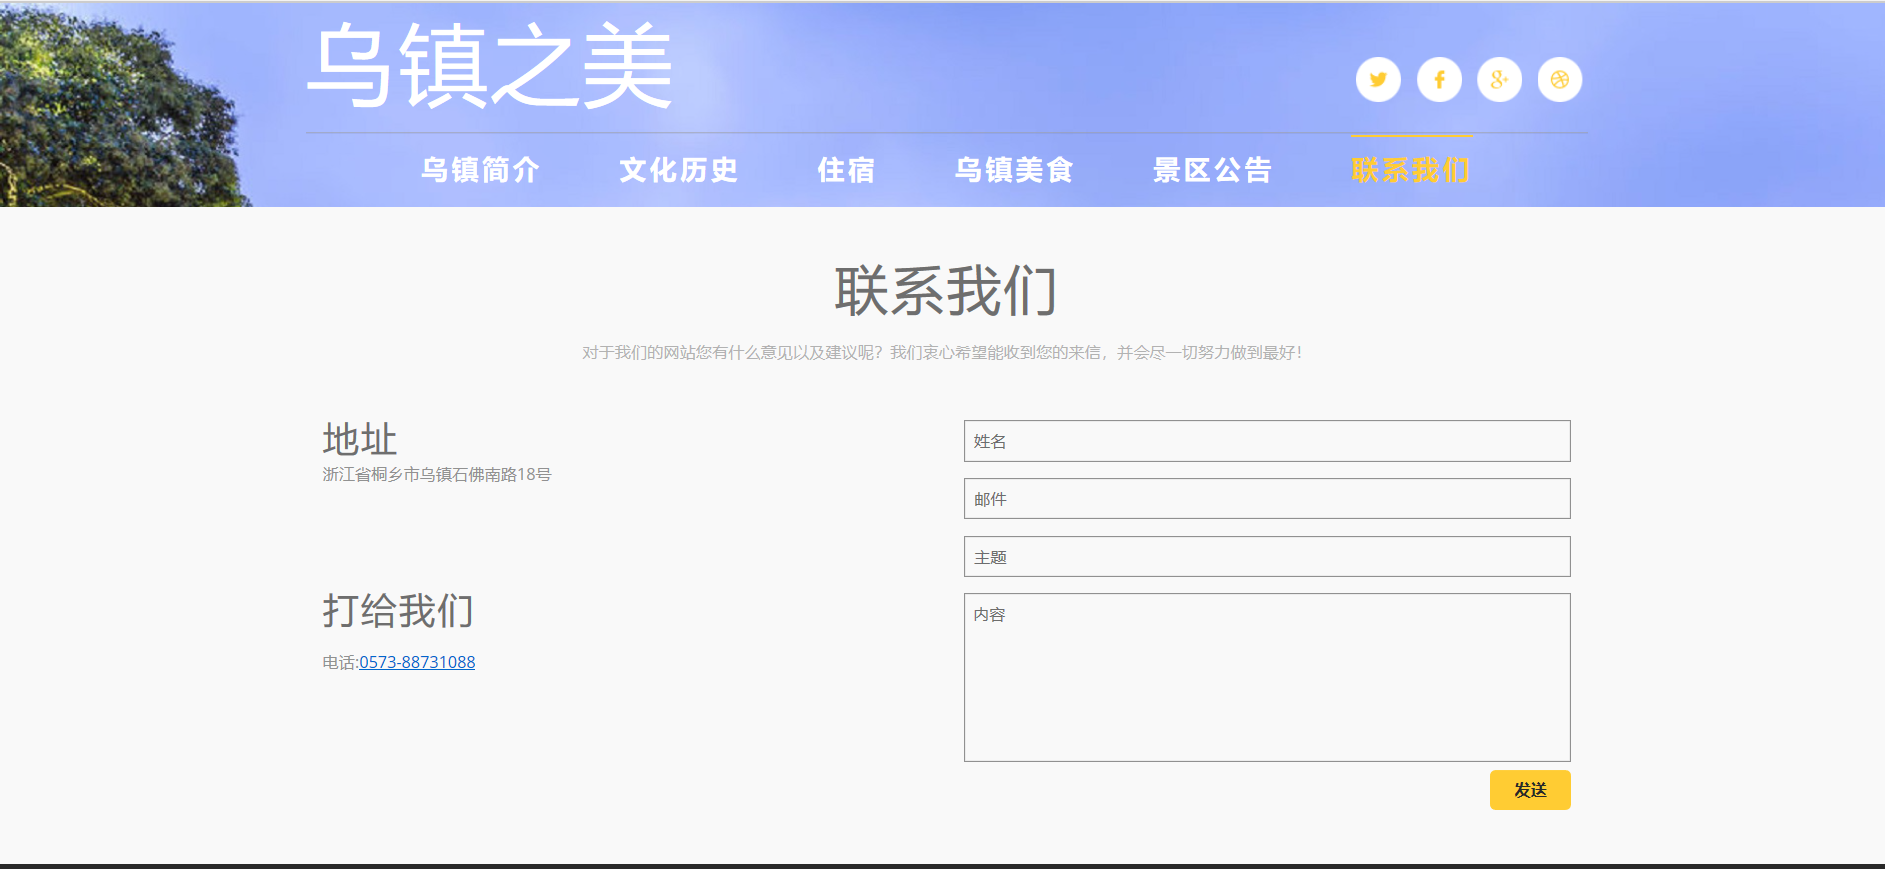 乌镇之美
乌镇简介 文化历史 住宿 乌镇美食 景区公告 联系我们
联系我们
对于我们的网站您有什么意见以及建议呢？我们衷心希望能收到您的来信，并会尽一切努力做到最好！
地址
浙江省桐乡市乌镇石佛南路18号
打给我们
电话:0573-88731088
姓名
邮件
主题
内容
发送